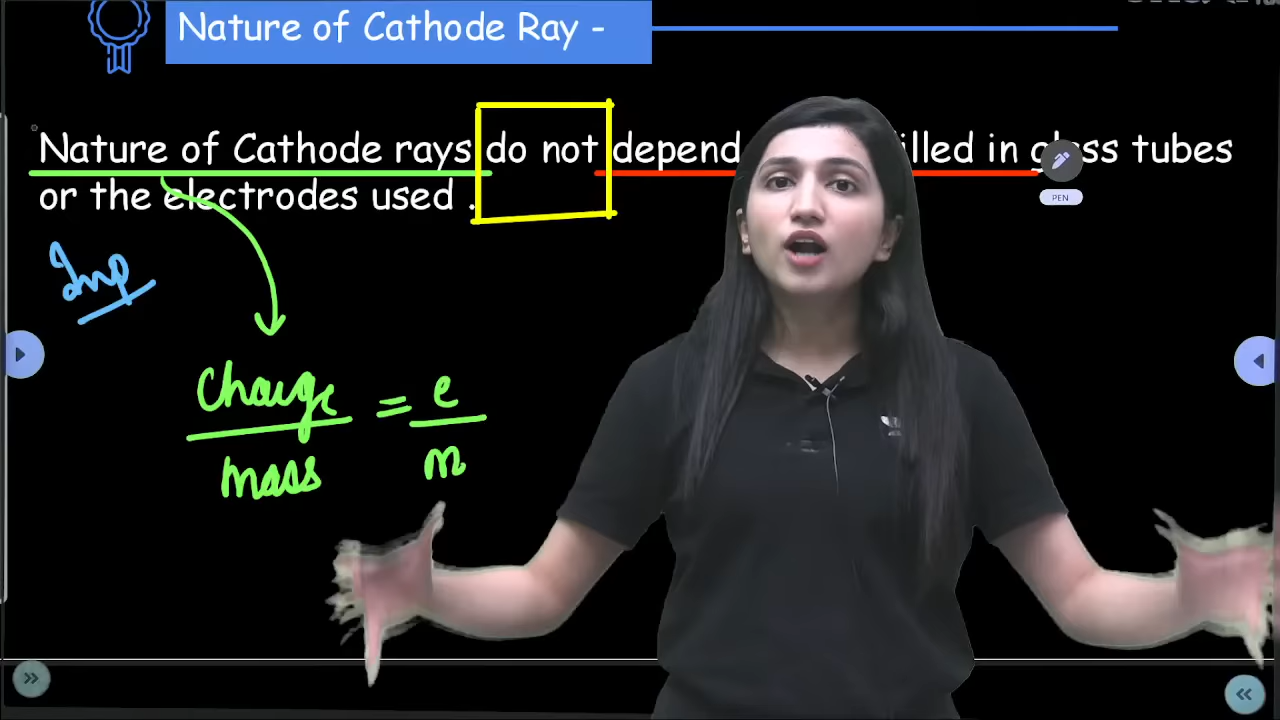 Nature of Cathode Ray -
Nature of Cathode rays do not depend illed in glass tubes
or the electrodes used .
PEN
Imp
Charge
mass
=
e
m